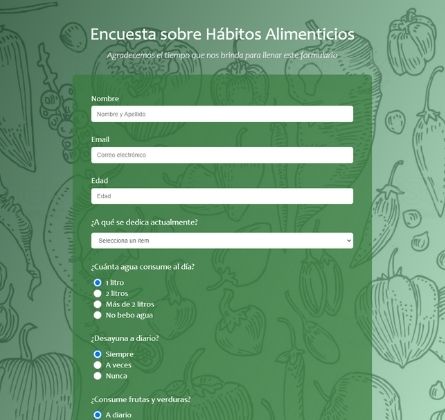 Encuesta sobre Hábitos Alimenticios
Agradecemos el tiempo que nos brinda para llenar este formulario
Nombre
Nombre y Apellido
Email
Correo electrónico
Edad
Edad
¿A qué se dedica actualmente?
Selecciona un item
¿Cuánta agua consume al día?
1 litro
2 litros
Más de 2 litros
No bebo agua
¿Desayuna a diario?
Siempre
A veces
Nunca
¿Consume frutas y verduras?
A diario